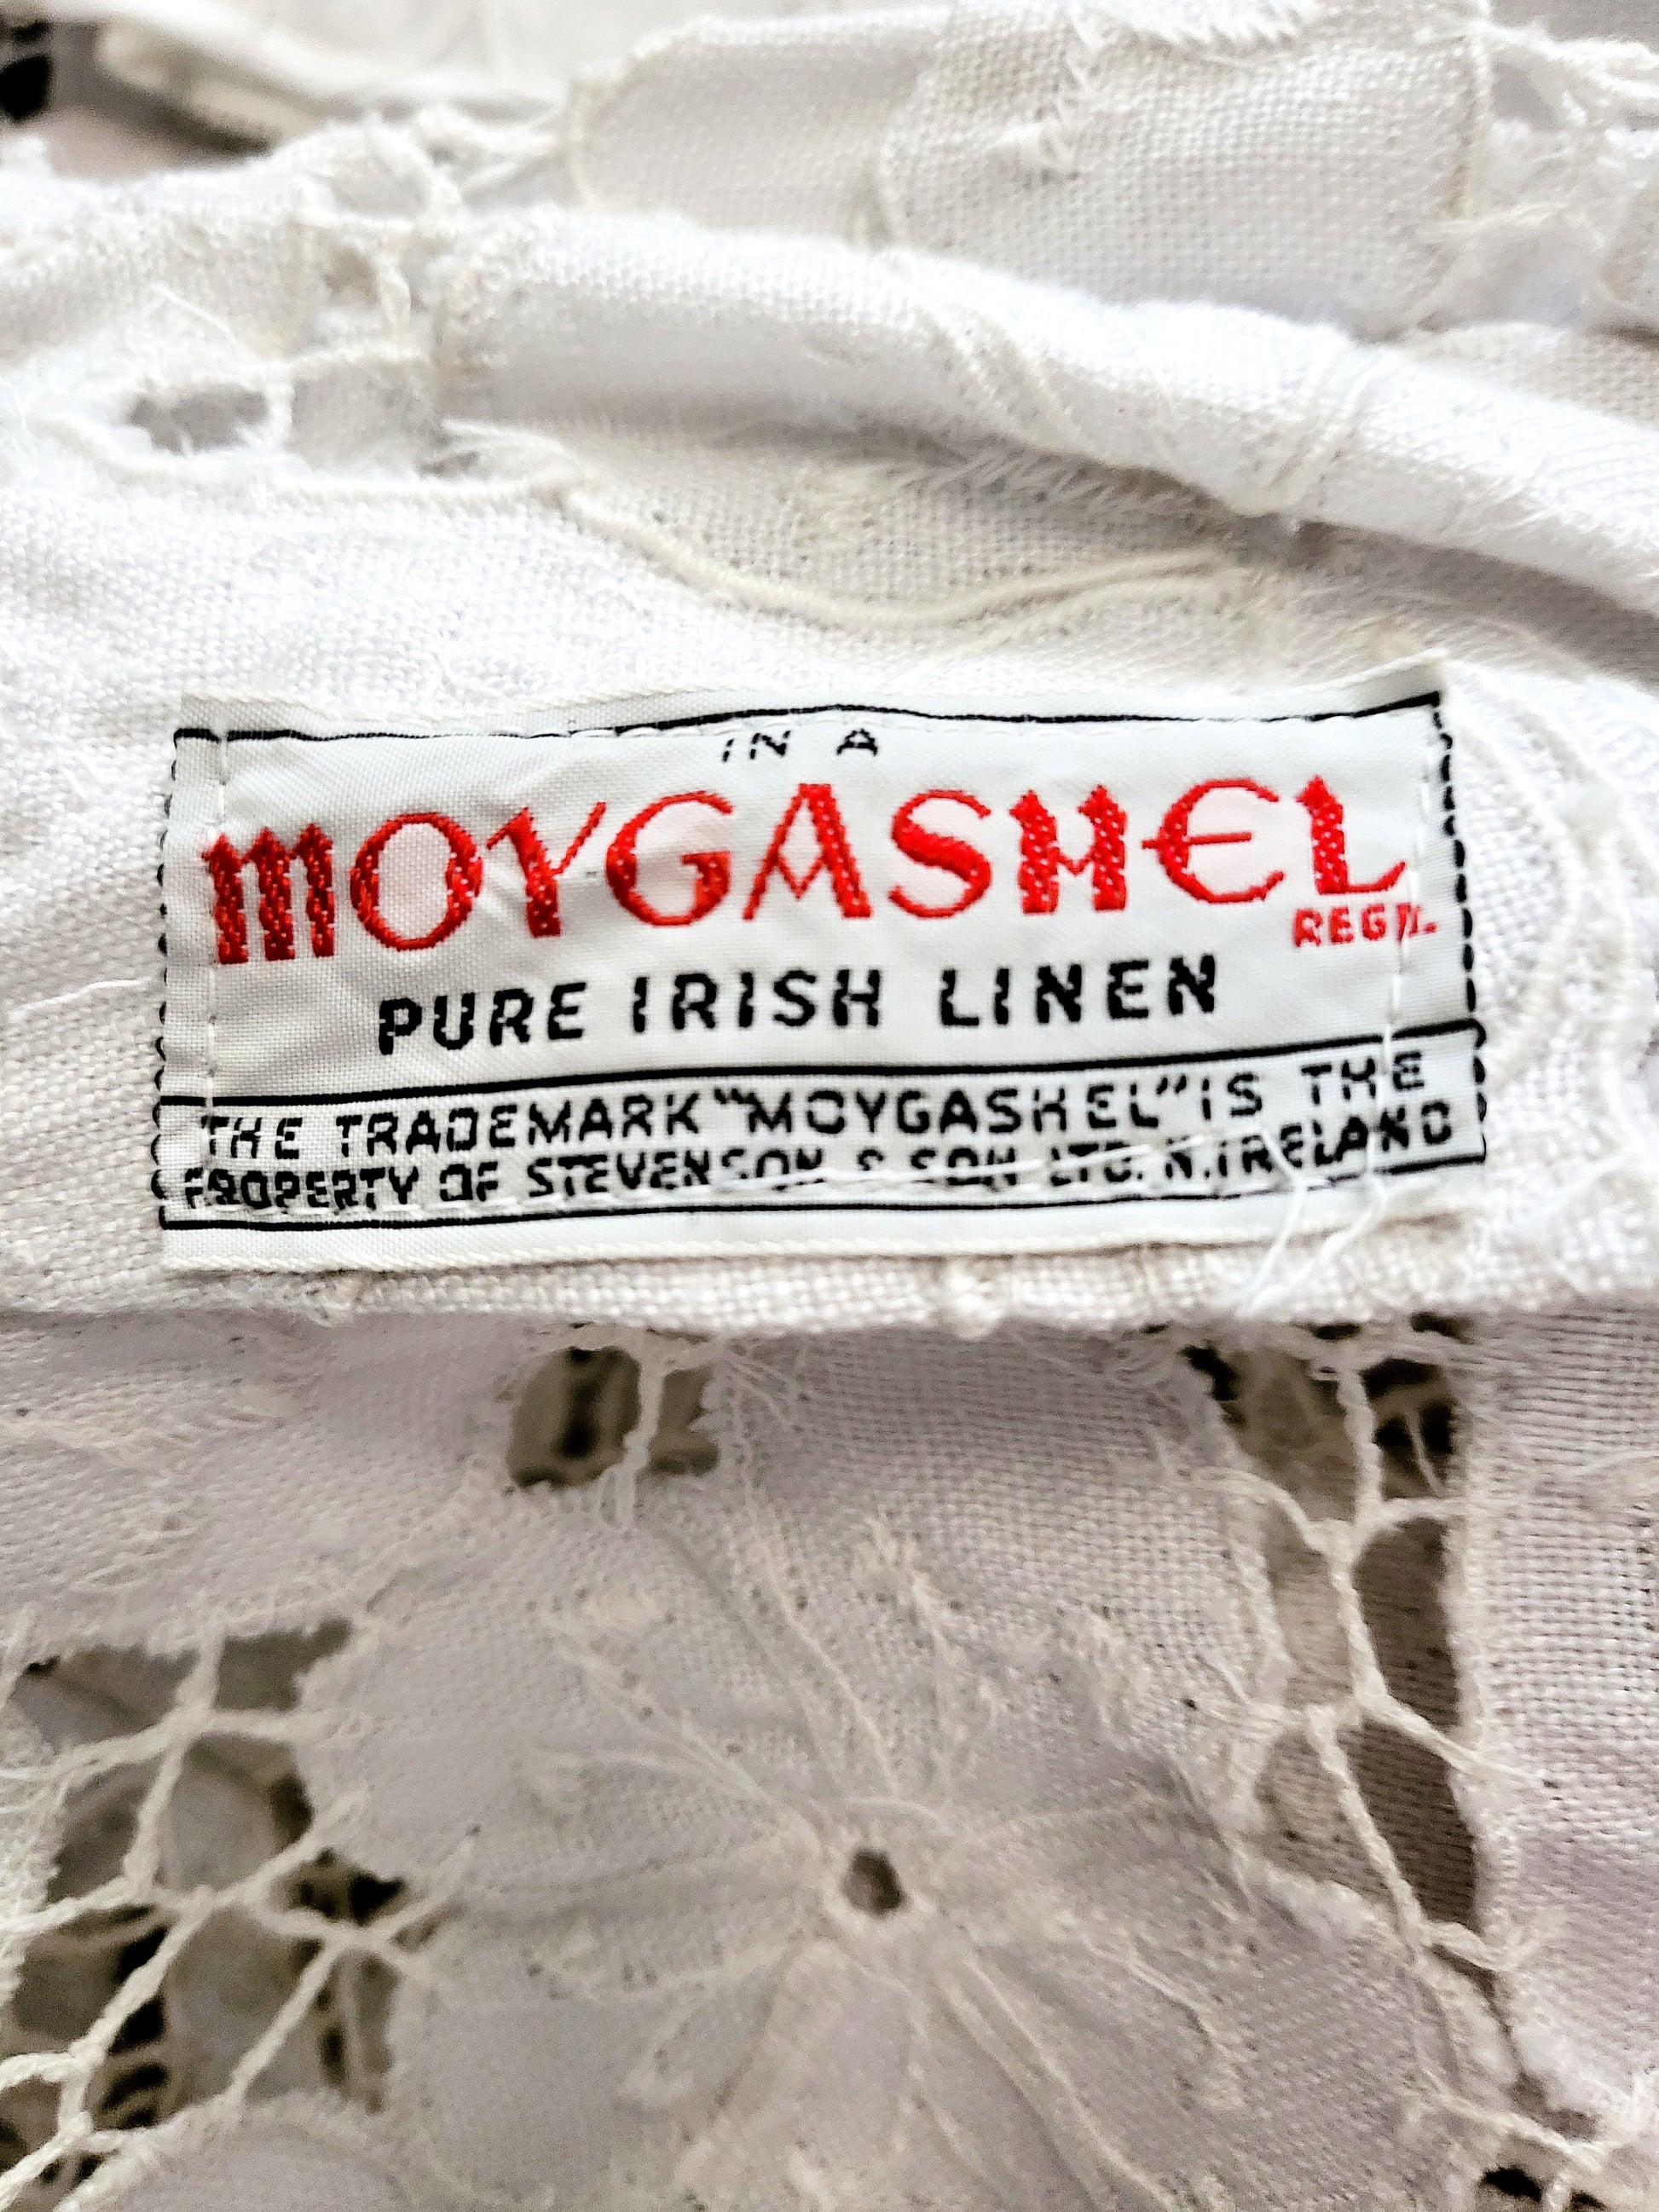 IN A
MOYGASHEL
REGD.
PURE IRISH LINEN
THE TRADEMARK "MOYGASHEL" IS THE
PROPERTY OF STEVENSON & SON LTD. N. IRELAND